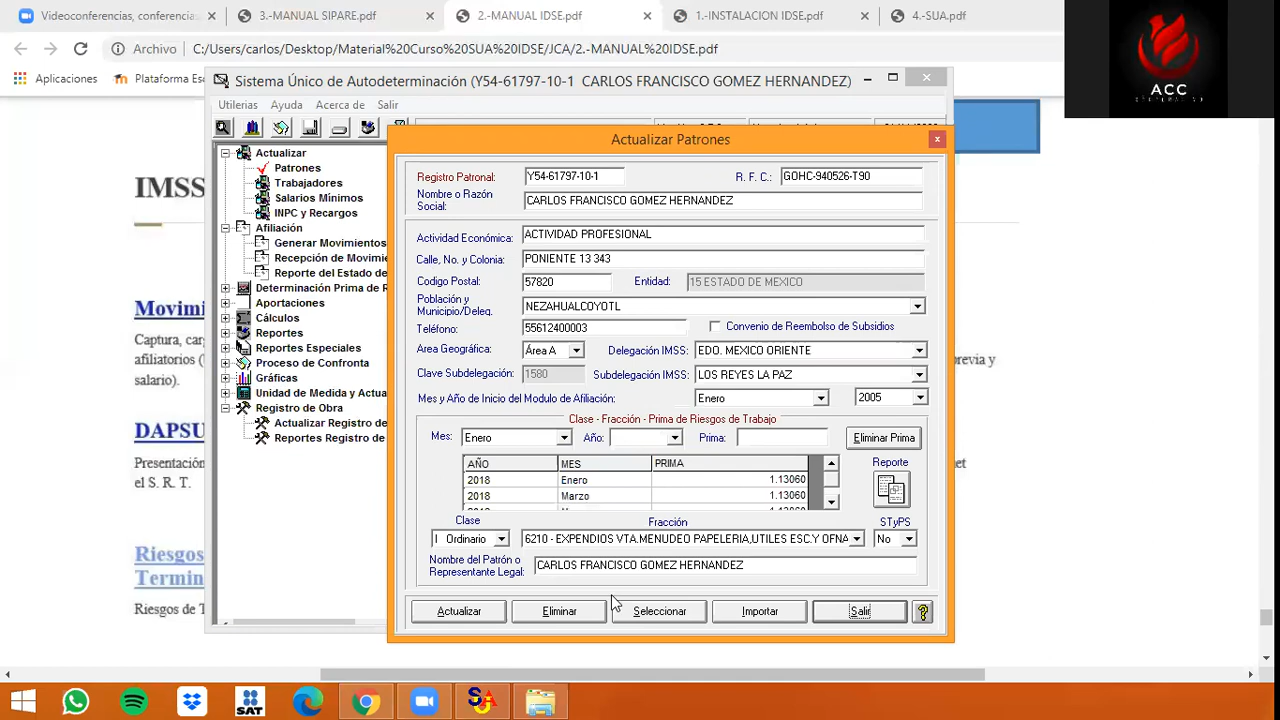 Videoconferencias, conferencia:
3.-MANUAL SIPARE.pdf
2.-MANUAL IDSE.pdf
1.-INSTALACION IDSE.pdf
4.-SUA.pdf
Archivo
C:/Users/carlos/Desktop/Material%20Curso%20SUA%20IDSE/JCA/2.-MANUAL%20IDSE.pdf
Aplicaciones
Plataforma Es
ACC
Sistema Único de Autodeterminación (Y54-61797-10-1 CARLOS FRANCISCO GOMEZ HERNANDEZ)
Utilerias Ayuda Acerca de Salir
Actualizar
Patrones
Trabajadores
Salarios Mínimos
INPC y Recargos
Afiliación
Generar Movimientos
Recepción de Movimie
Reporte del Estado de
Determinación Prima de R
Aportaciones
Cálculos
Reportes
Reportes Especiales
Proceso de Confronta
Gráficas
Unidad de Medida y Actua
Registro de Obra
Actualizar Registro de
Reportes Registro de
IMSS
Movimi
Captura, car
afiliatorios (
salario).
previa y
DAPSU
Presentació
el S. R. T.
net
Riesgos
Termin
Riesgos de T
Actualizar Patrones
Registro Patronal: Y54-61797-10-1 R. F. C.: GOHC-940526-T90
Nombre o Razón Social: CARLOS FRANCISCO GOMEZ HERNANDEZ
Actividad Económica: ACTIVIDAD PROFESIONAL
Calle, No. y Colonia: PONIENTE 13 343
Codigo Postal: 57820 Entidad: 15 ESTADO DE MEXICO
Población y Municipio/Deleg. NEZAHUALCOYOTL
Teléfono: 55612400003 Convenio de Reembolso de Subsidios
Area Geográfica: Área A Delegación IMSS: EDO. MEXICO ORIENTE
Clave Subdelegación: 1580 Subdelegación IMSS: LOS REYES LA PAZ
Mes y Año de Inicio del Modulo de Afiliación: Enero 2005
Clase - Fracción - Prima de Riesgos de Trabajo
Mes: Enero Año: Prima: Eliminar Prima
AÑO MES PRIMA
2018 Enero 1.13060
2018 Marzo 1.13060
Reporte
Clase Fracción STyPS
I Ordinario 6210 - EXPENDIOS VTA.MENUDEO PAPELERIA,UTILES ESC.Y OFNA No
Nombre del Patrón o Representante Legal: CARLOS FRANCISCO GOMEZ HERNANDEZ
Actualizar Eliminar Seleccionar Importar Salir
SAT